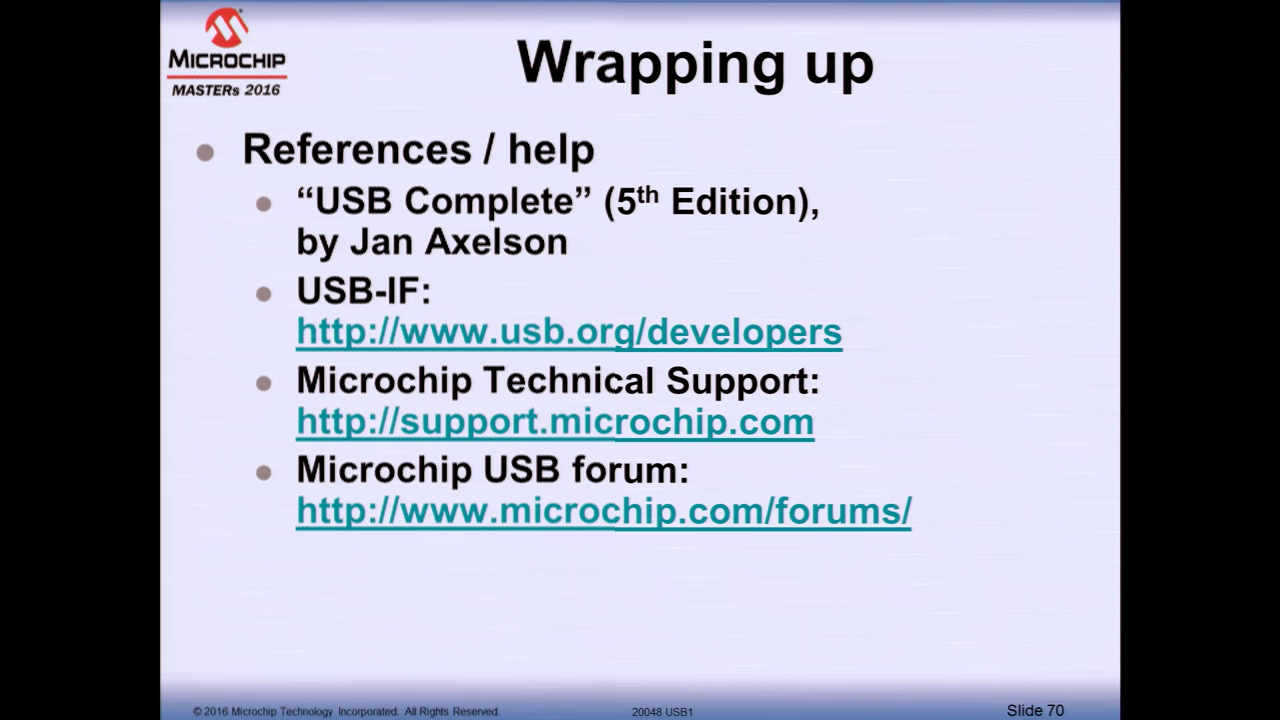 MICROCHIP
MASTERs 2016
Wrapping up
References / help
“USB Complete” (5th Edition),
by Jan Axelson
USB-IF:
http://www.usb.org/developers
Microchip Technical Support:
http://support.microchip.com
Microchip USB forum:
http://www.microchip.com/forums/
© 2016 Microchip Technology Incorporated. All Rights Reserved.
20048 USB1
Slide 70